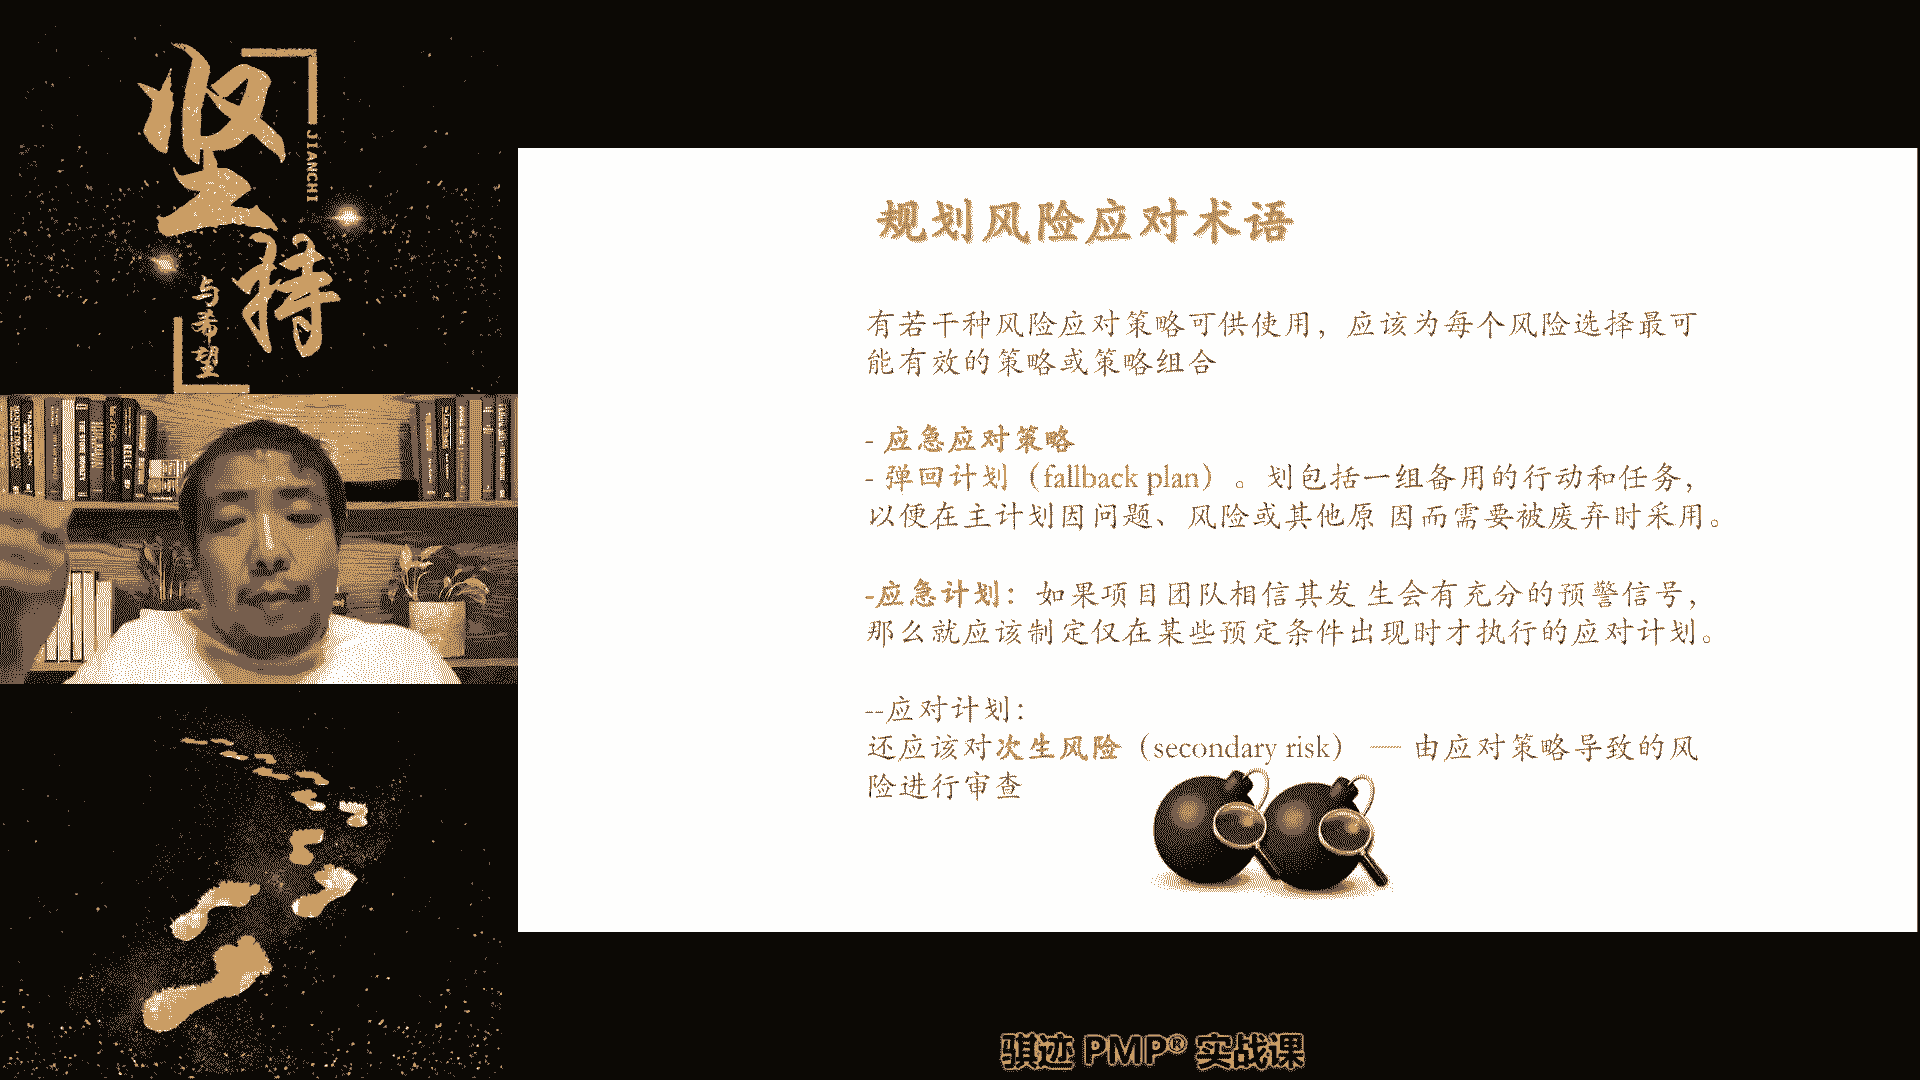 坚持
JIANCHI
与希望
规划风险应对术语
有若干种风险应对策略可供使用，应该为每个风险选择最可
能有效的策略或策略组合
- 应急应对策略
- 弹回计划（fallback plan）。划包括一组备用的行动和任务，
以便在主计划因问题、风险或其他原 因而需要被废弃时采用。
-应急计划：如果项目团队相信其发 生会有充分的预警信号，
那么就应该制定仅在某些预定条件出现时才执行的应对计划。
--应对计划：
还应该对次生风险（secondary risk） — 由应对策略导致的风
险进行审查
骐迹 PMP® 实战课